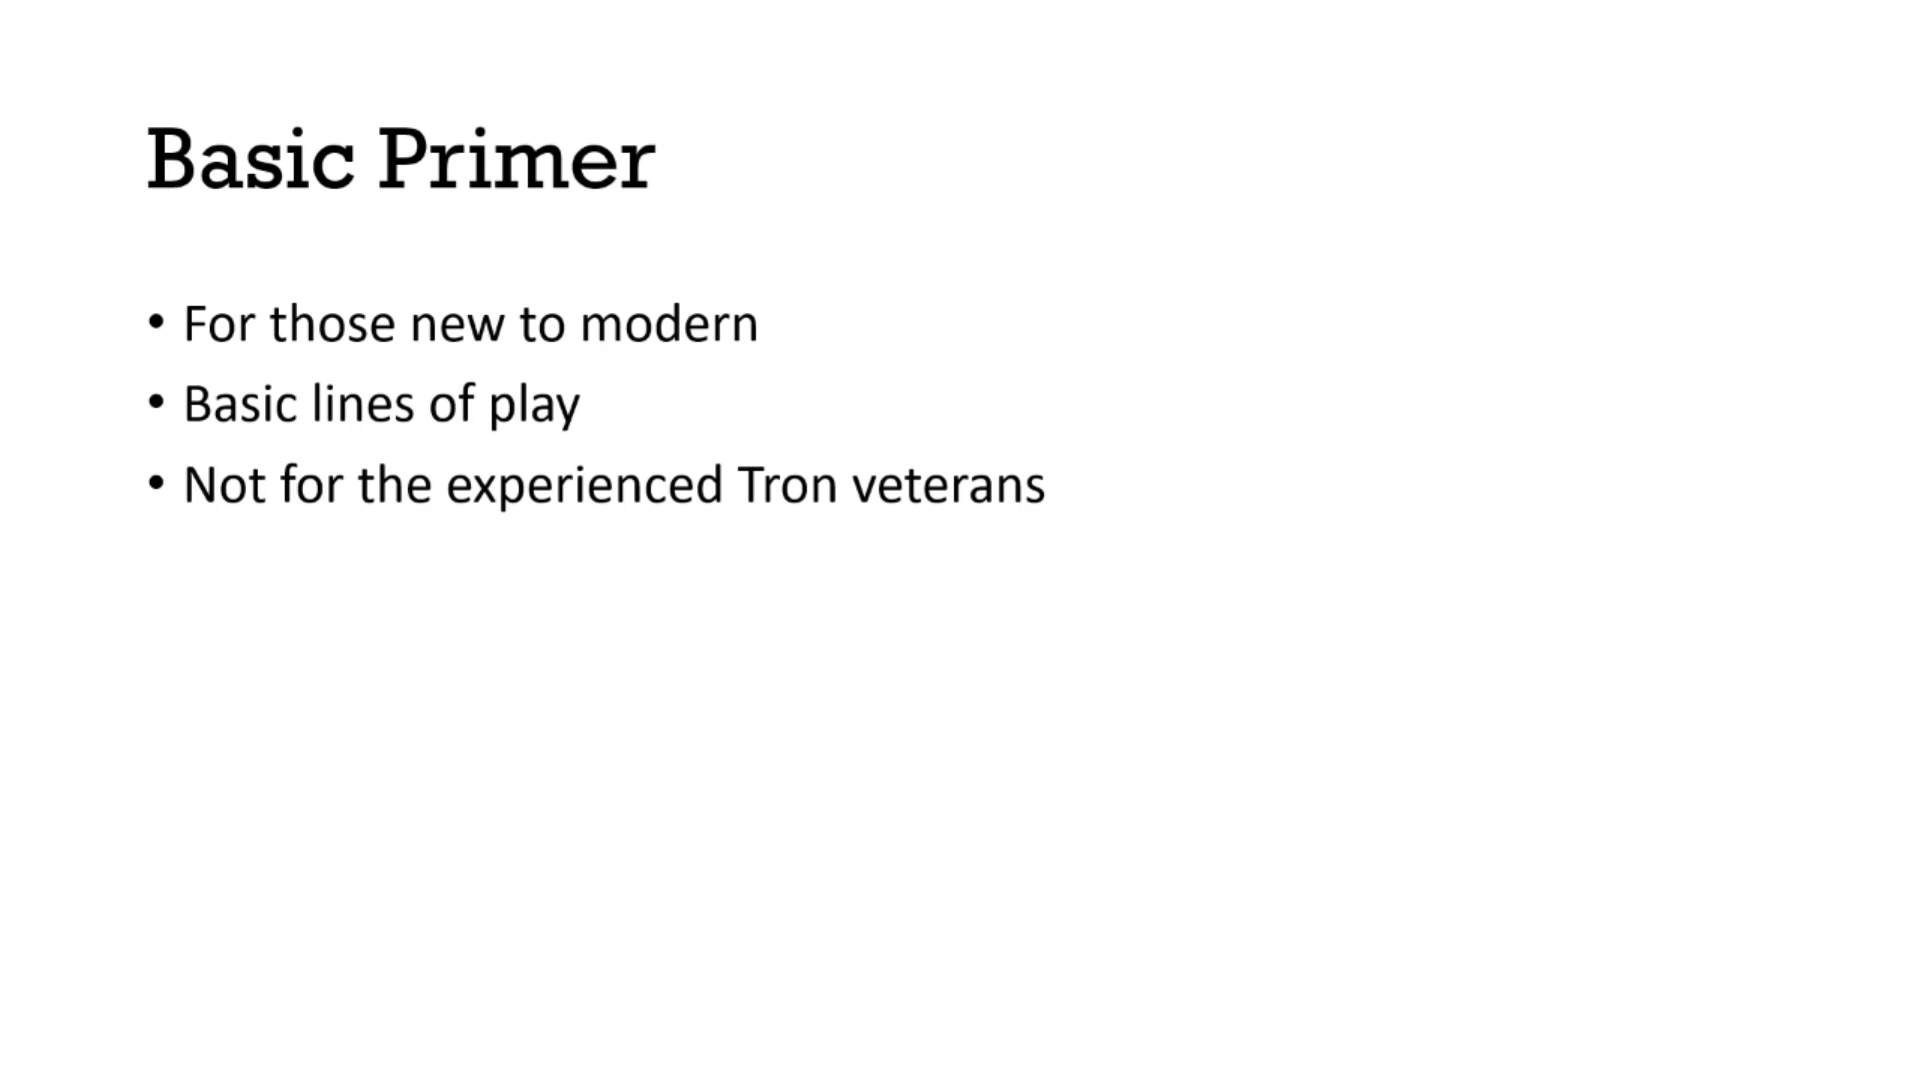 Basic Primer
• For those new to modern
• Basic lines of play
• Not for the experienced Tron veterans